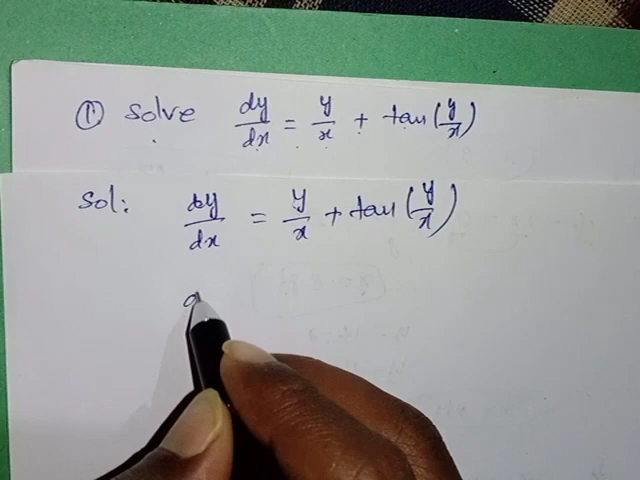 ① Solve dy/dx = y/x + tan(y/x)
Sol: dy/dx = y/x + tan(y/x)